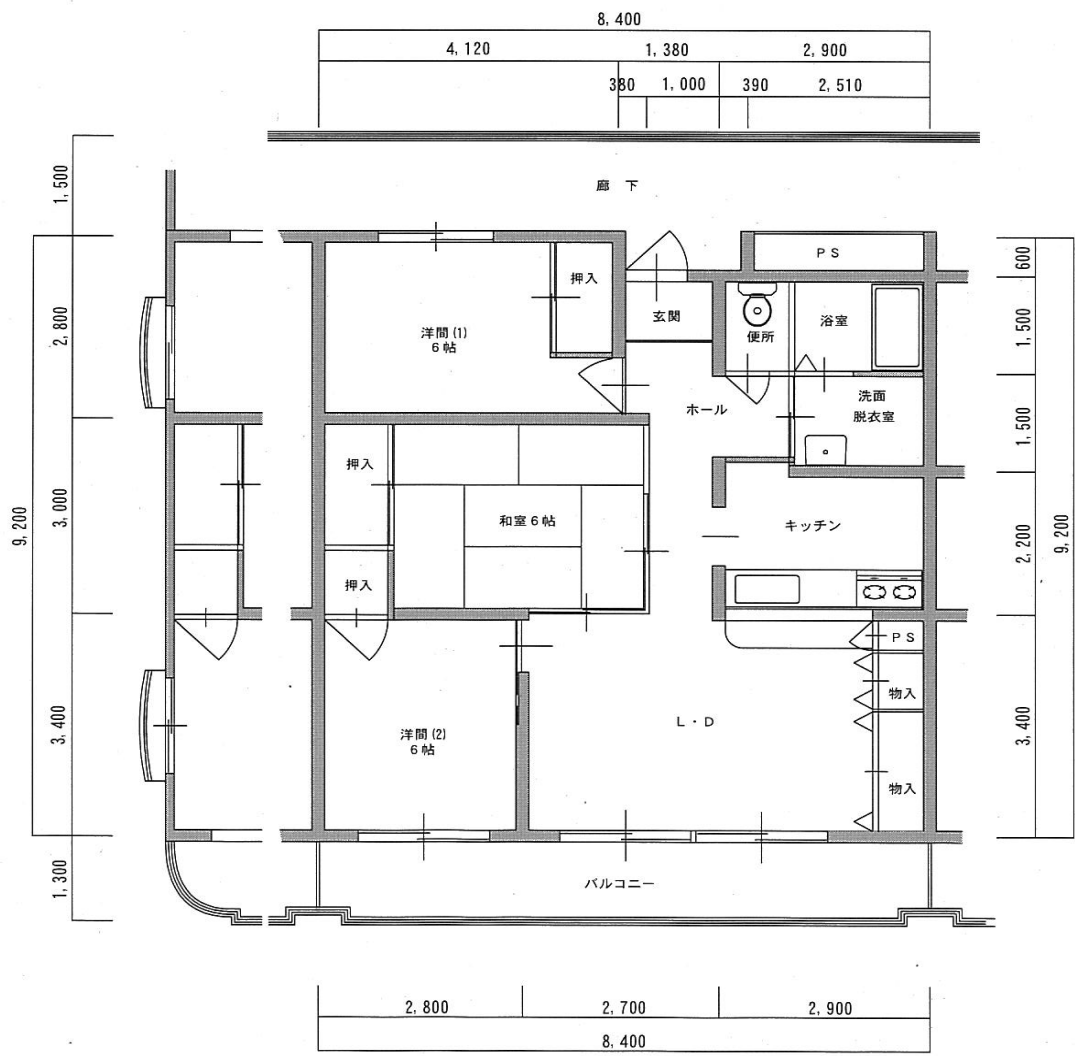 8,400
4,120
1,380
2,900
380
1,000
390
2,510
1,500
廊 下
PS
600
押入
玄関
便所
浴室
1,500
2,800
洋間(1)
6帖
ホール
洗面
脱衣室
1,500
押入
和室6帖
キッチン
3,000
2,200
9,200
9,200
押入
PS
物入
洋間(2)
6帖
L・D
3,400
3,400
物入
バルコニー
1,300
2,800
2,700
2,900
8,400